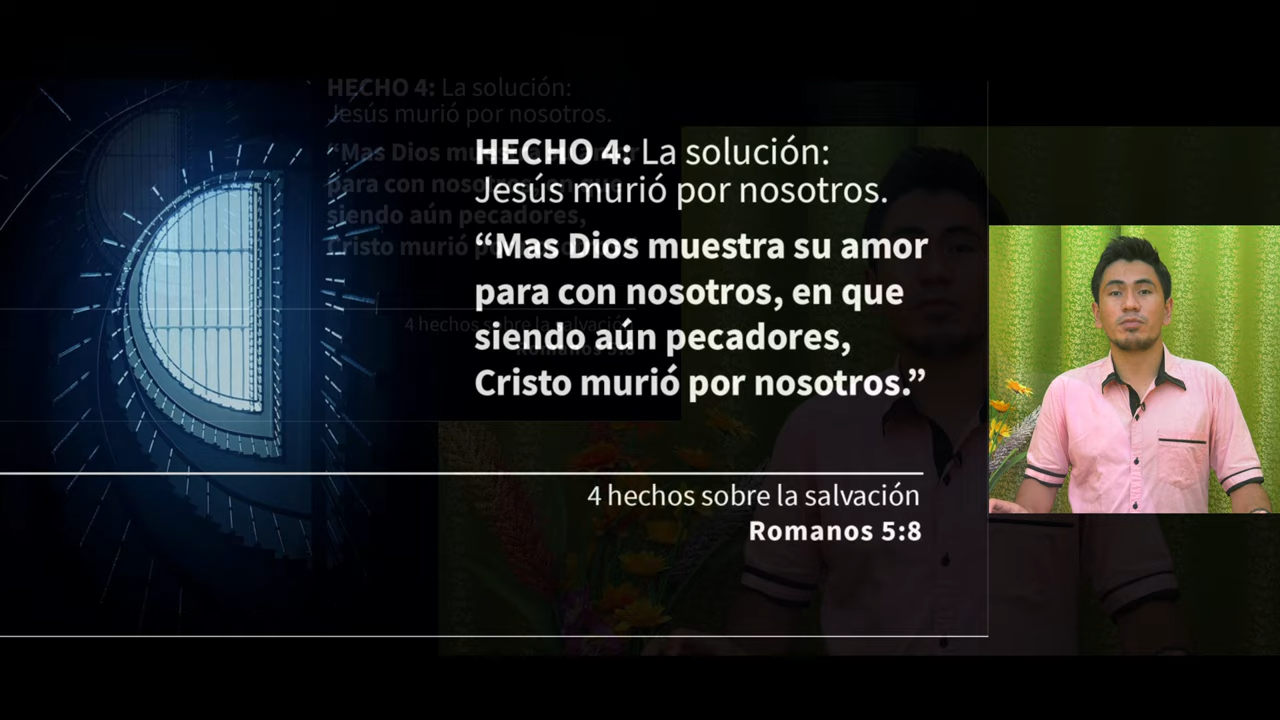 HECHO 4: La solución:
Jesús murió por nosotros.
“Mas Dios muestra su amor
para con nosotros, en que
siendo aún pecadores,
Cristo murió por nosotros.”
4 hechos sobre la salvación
Romanos 5:8